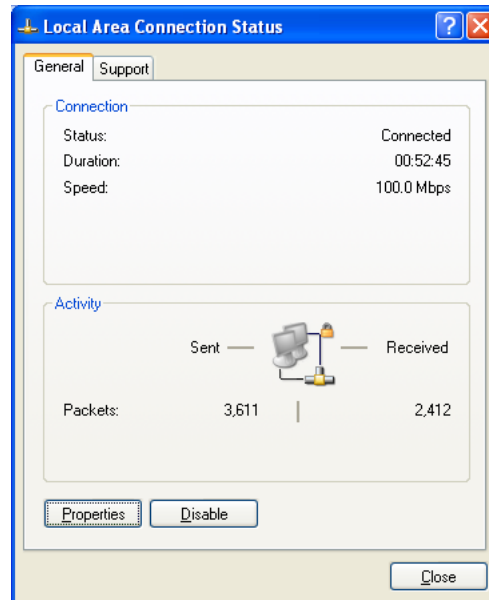 Local Area Connection Status
General Support
Connection
Status: Connected
Duration: 00:52:45
Speed: 100.0 Mbps
Activity
Sent Received
Packets: 3,611 2,412
Properties Disable
Close